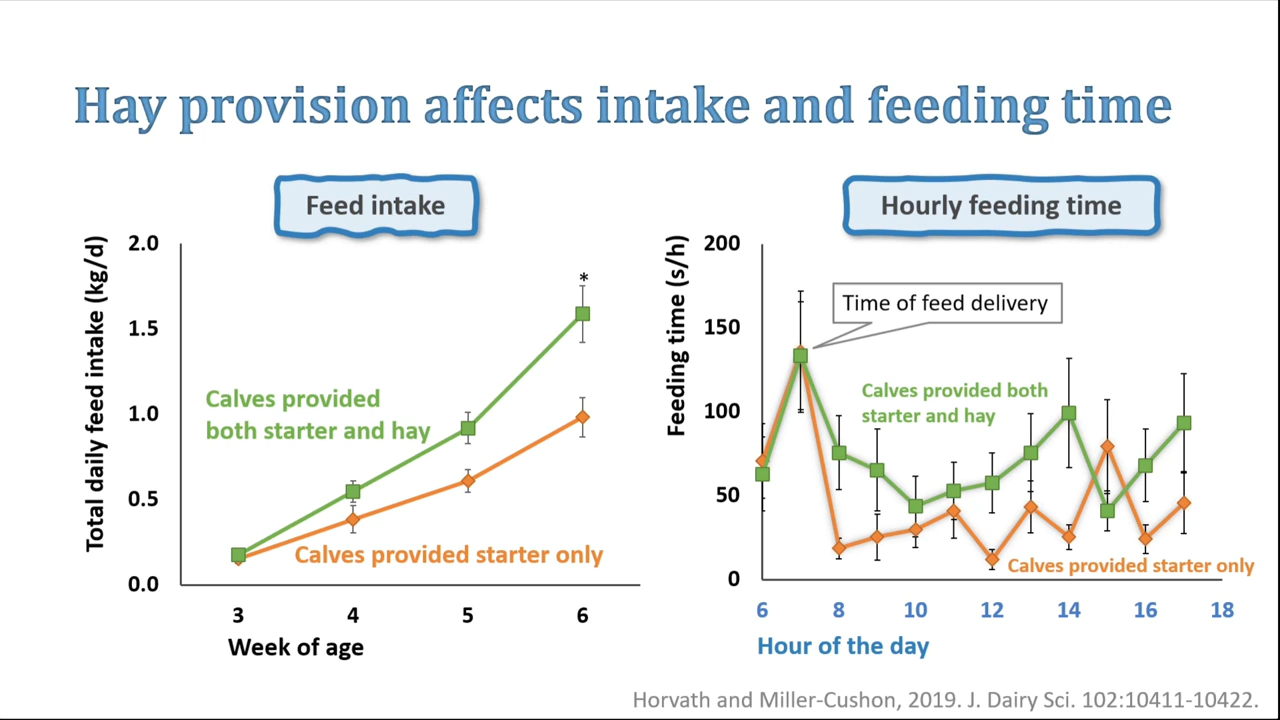 Hay provision affects intake and feeding time
Feed intake
Total daily feed intake (kg/d)
2.0
1.5
1.0
0.5
0.0
*
Calves provided
both starter and hay
Calves provided starter only
3 4 5 6
Week of age
Hourly feeding time
Feeding time (s/h)
200
150
100
50
0
Time of feed delivery
Calves provided both
starter and hay
Calves provided starter only
6 8 10 12 14 16 18
Hour of the day
Horvath and Miller-Cushon, 2019. J. Dairy Sci. 102:10411-10422.